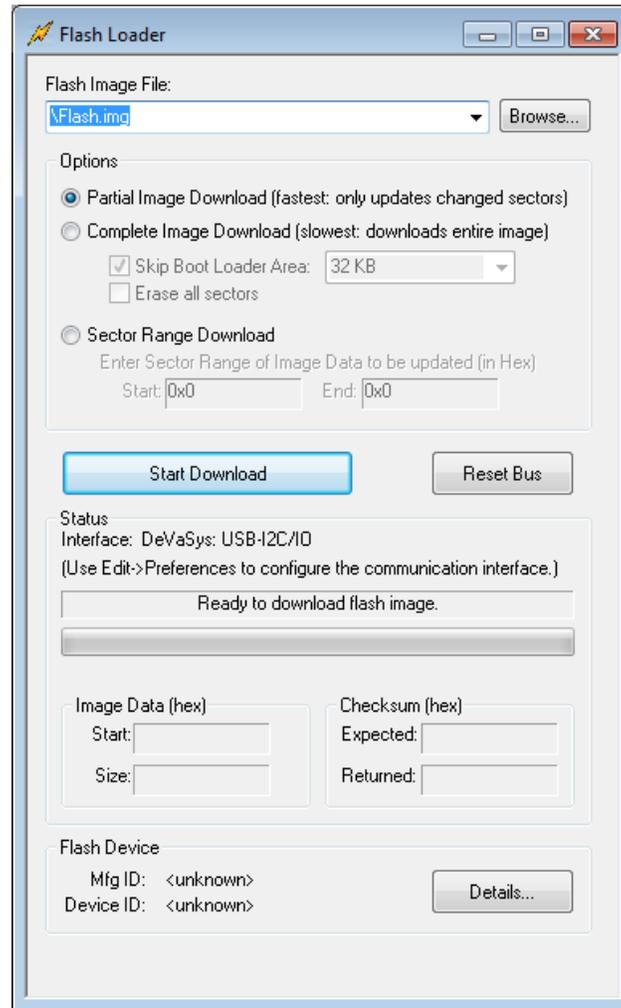 Flash Loader
Flash Image File:
\Flash.img
Browse...
Options
Partial Image Download (fastest: only updates changed sectors)
Complete Image Download (slowest: downloads entire image)
Skip Boot Loader Area: 32 KB
Erase all sectors
Sector Range Download
Enter Sector Range of Image Data to be updated (in Hex)
Start: 0x0 End: 0x0
Start Download Reset Bus
Status
Interface: DeVaSys: USB-I2C/IO
(Use Edit->Preferences to configure the communication interface.)
Ready to download flash image.
Image Data (hex) Checksum (hex)
Start: Expected:
Size: Returned:
Flash Device
Mfg ID: <unknown>
Device ID: <unknown>
Details...